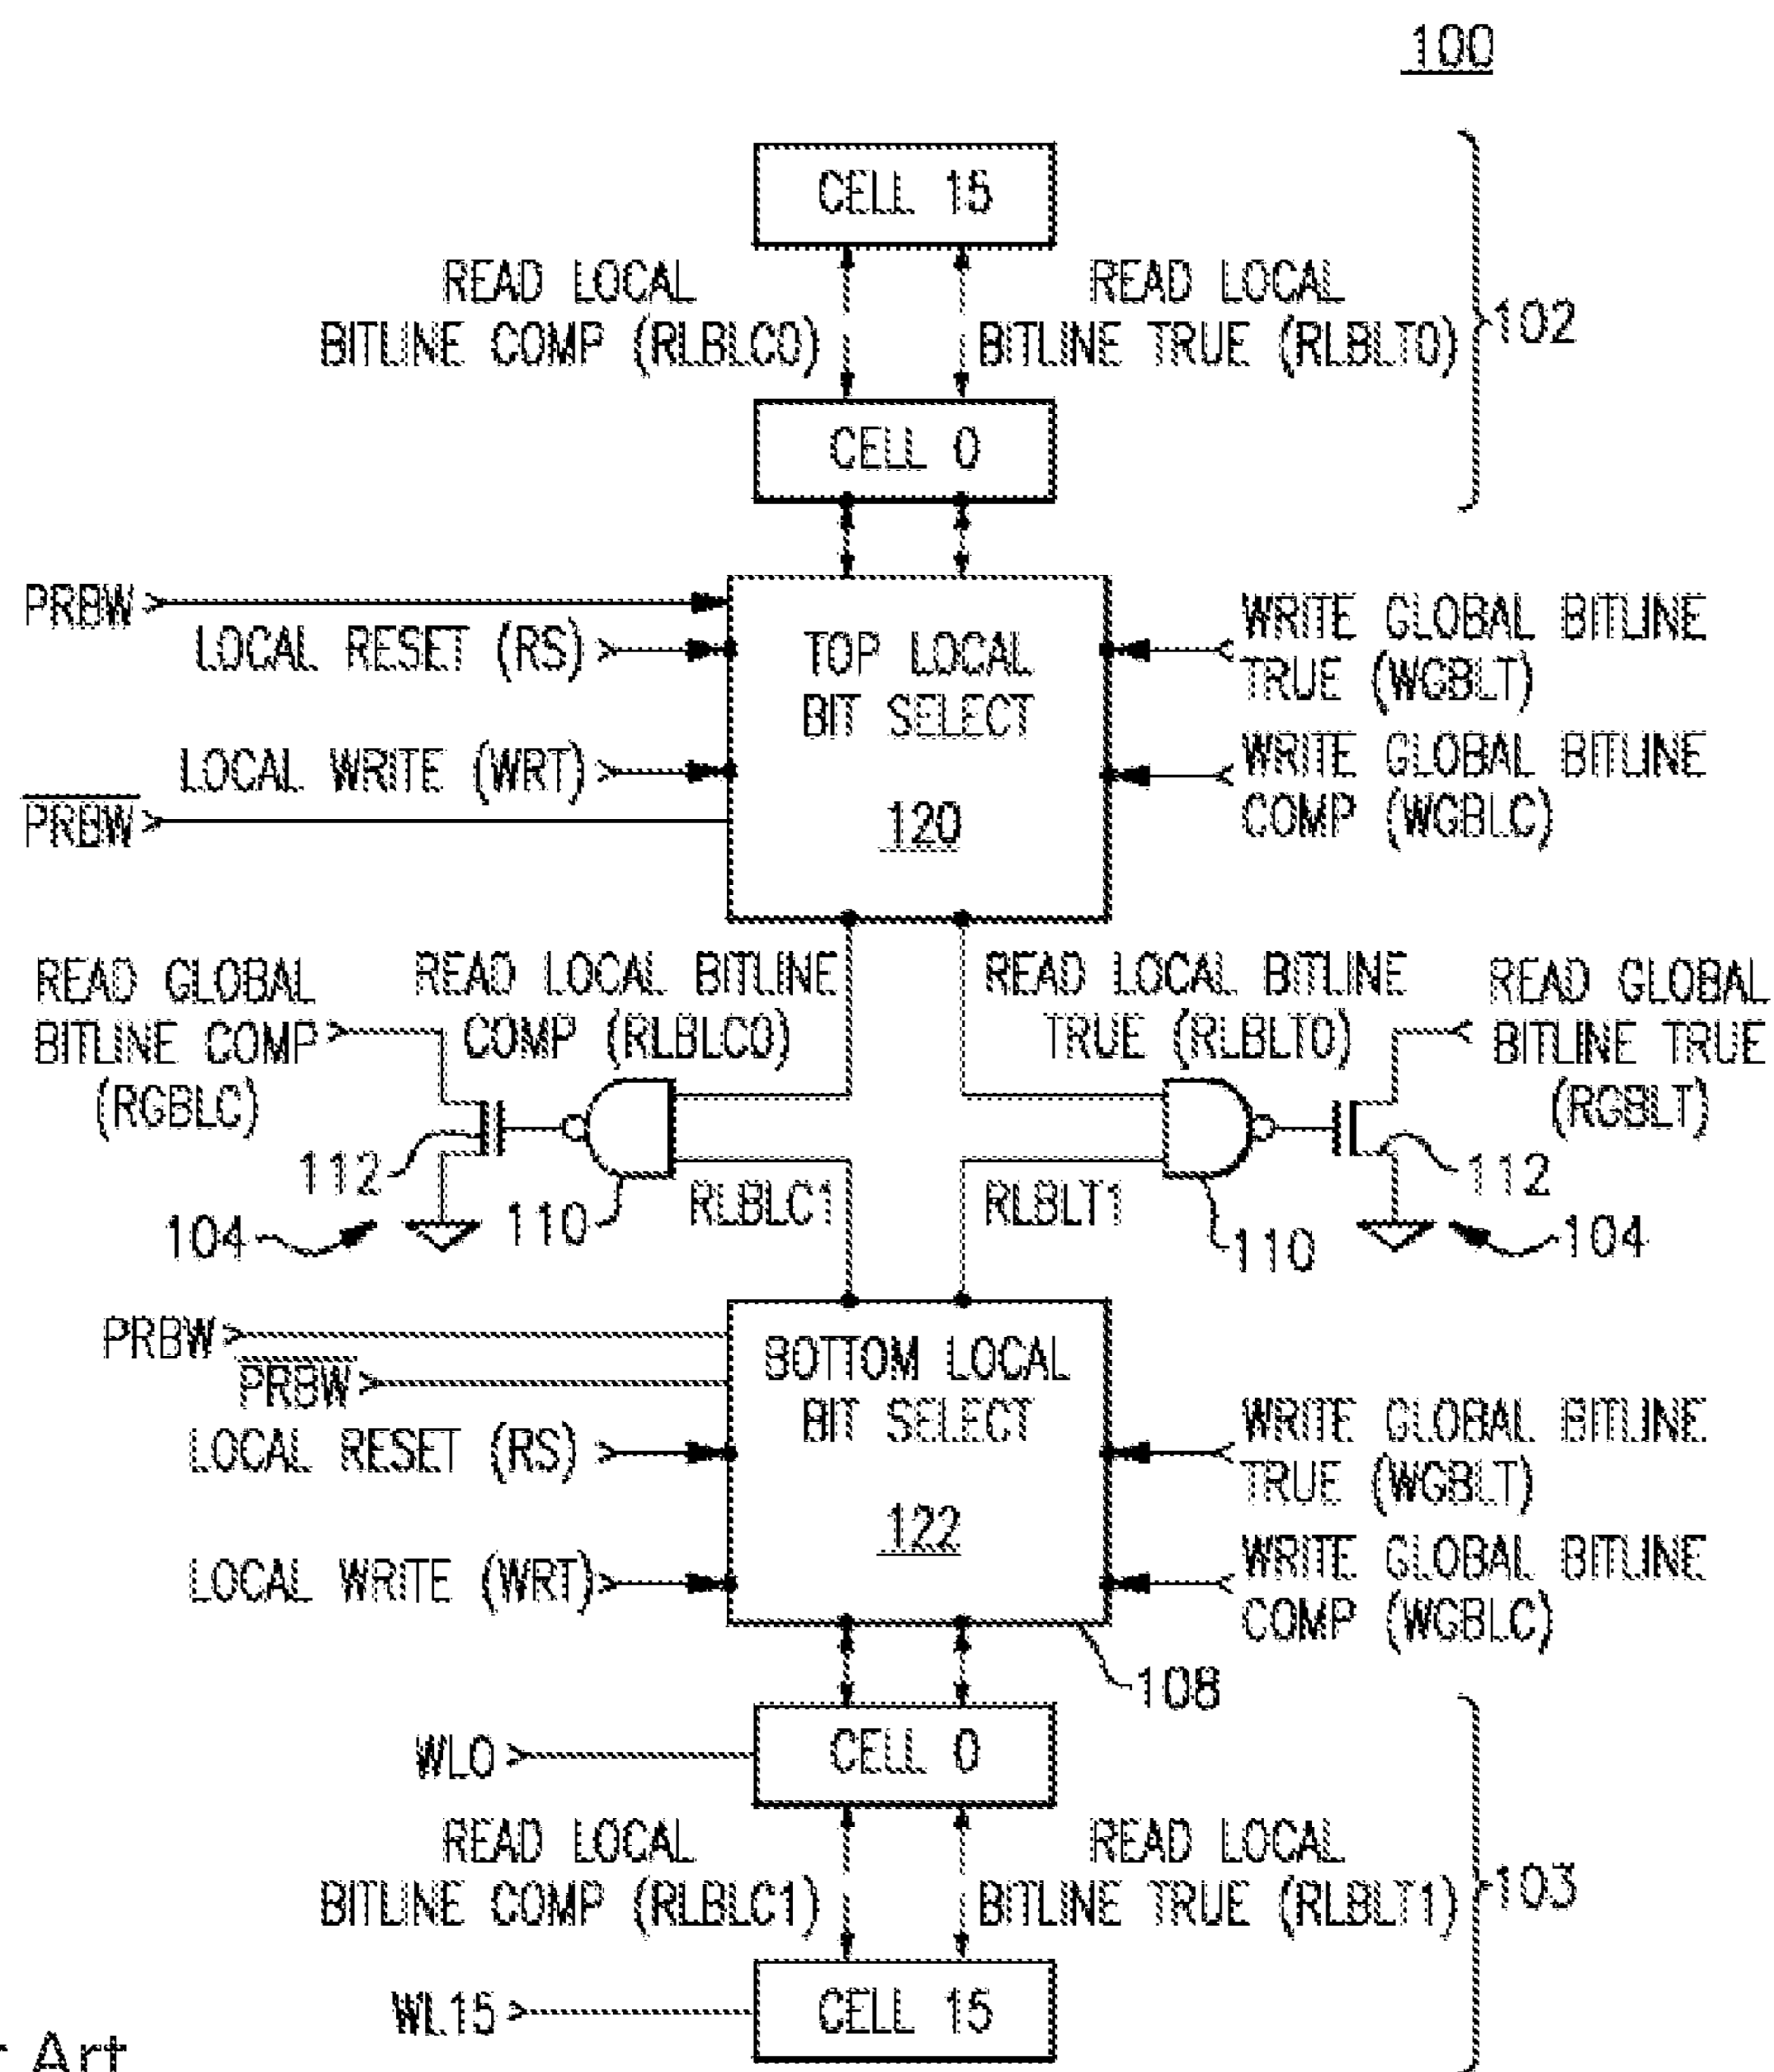 100
CELL 15
READ LOCAL
BITLINE COMP (RLBLC0)
READ LOCAL
BITLINE TRUE (RLBLT0)
102
CELL 0
PRBW
LOCAL RESET (RS)
LOCAL WRITE (WRT)
PRBW
TOP LOCAL
BIT SELECT
120
WRITE GLOBAL BITLINE
TRUE (WGBLT)
WRITE GLOBAL BITLINE
COMP (WGBLC)
READ GLOBAL
BITLINE COMP
(RGBLC)
READ LOCAL BITLINE
COMP (RLBLC0)
READ LOCAL BITLINE
TRUE (RLBLT0)
READ GLOBAL
BITLINE TRUE
(RGBLT)
112
104
110
RLBLC1
RLBLT1
110
112
104
PRBW
PRBW
LOCAL RESET (RS)
LOCAL WRITE (WRT)
BOTTOM LOCAL
BIT SELECT
122
WRITE GLOBAL BITLINE
TRUE (WGBLT)
WRITE GLOBAL BITLINE
COMP (WGBLC)
108
WL0
CELL 0
READ LOCAL
BITLINE COMP (RLBLC1)
READ LOCAL
BITLINE TRUE (RLBLT1)
103
WL15
CELL 15
Art